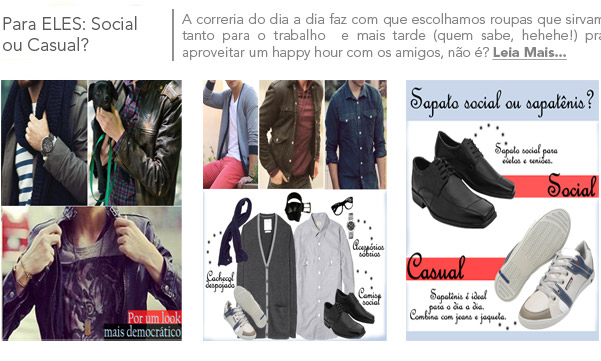 Para ELES: Social
ou Casual?
A correria do dia a dia faz com que escolhamos roupas que sirvam
tanto para o trabalho e mais tarde (quem sabe, hehehe!) pra
aproveitar um happy hour com os amigos, não é? Leia Mais...
Por um look
mais democrático
Acessórios
sóbrios
Cachecol
despojado
Camisa
social
Sapato social ou sapatênis?
Sapato social para
eventos e reuniões.
Social
Casual
Sapatênis é ideal
para o dia a dia.
Combina com jeans e jaqueta.